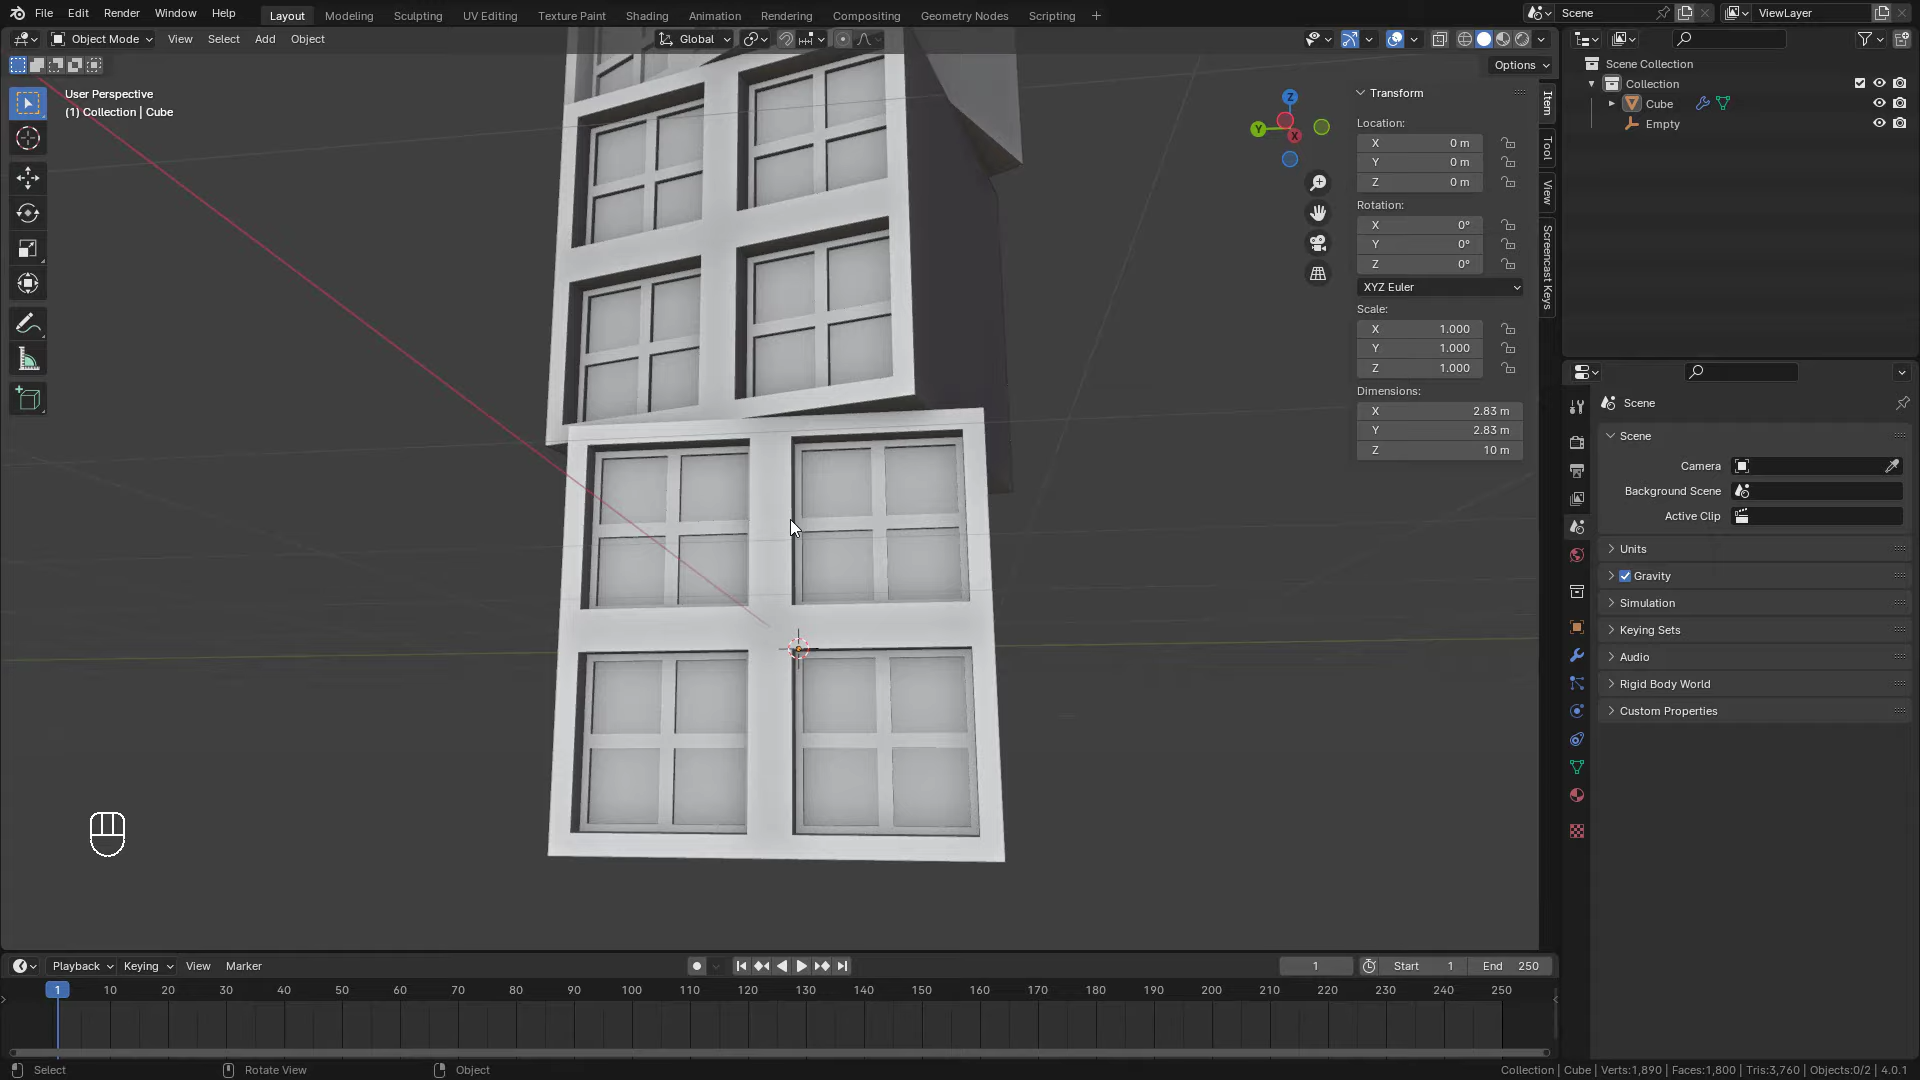 File Edit Render Window Help Layout Modeling Sculpting UV Editing Texture Paint Shading Animation Rendering Compositing Geometry Nodes Scripting + Scene ViewLayer
Object Mode View Select Add Object Global
Options
User Perspective
(1) Collection | Cube
Z
Y
X
Transform
Location:
X 0 m
Y 0 m
Z 0 m
Rotation:
X 0°
Y 0°
Z 0°
XYZ Euler
Scale:
X 1.000
Y 1.000
Z 1.000
Dimensions:
X 2.83 m
Y 2.83 m
Z 10 m
Item
Tool
View
Screencast Keys
Scene Collection
Collection
Cube
Empty
Scene
Scene
Camera
Background Scene
Active Clip
Units
Gravity
Simulation
Keying Sets
Audio
Rigid Body World
Custom Properties
Playback Keying View Marker 1 Start 1 End 250
1 10 20 30 40 50 60 70 80 90 100 110 120 130 140 150 160 170 180 190 200 210 220 230 240 250
Select Rotate View Object Collection | Cube | Verts:1,890 | Faces:1,800 | Tris:3,760 | Objects:0/2 | 4.0.1